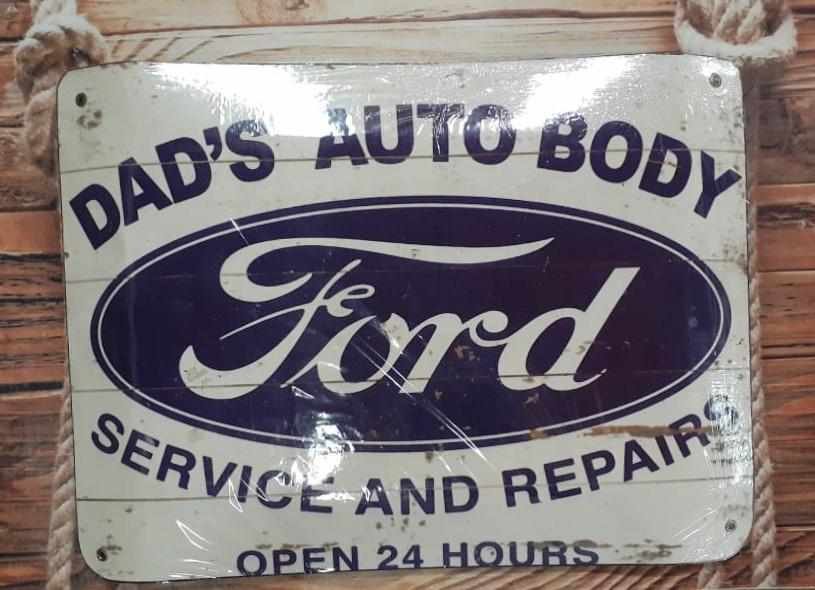 DAD'S AUTO BODY
Ford
SERVICE AND REPAIRS
OPEN 24 HOURS